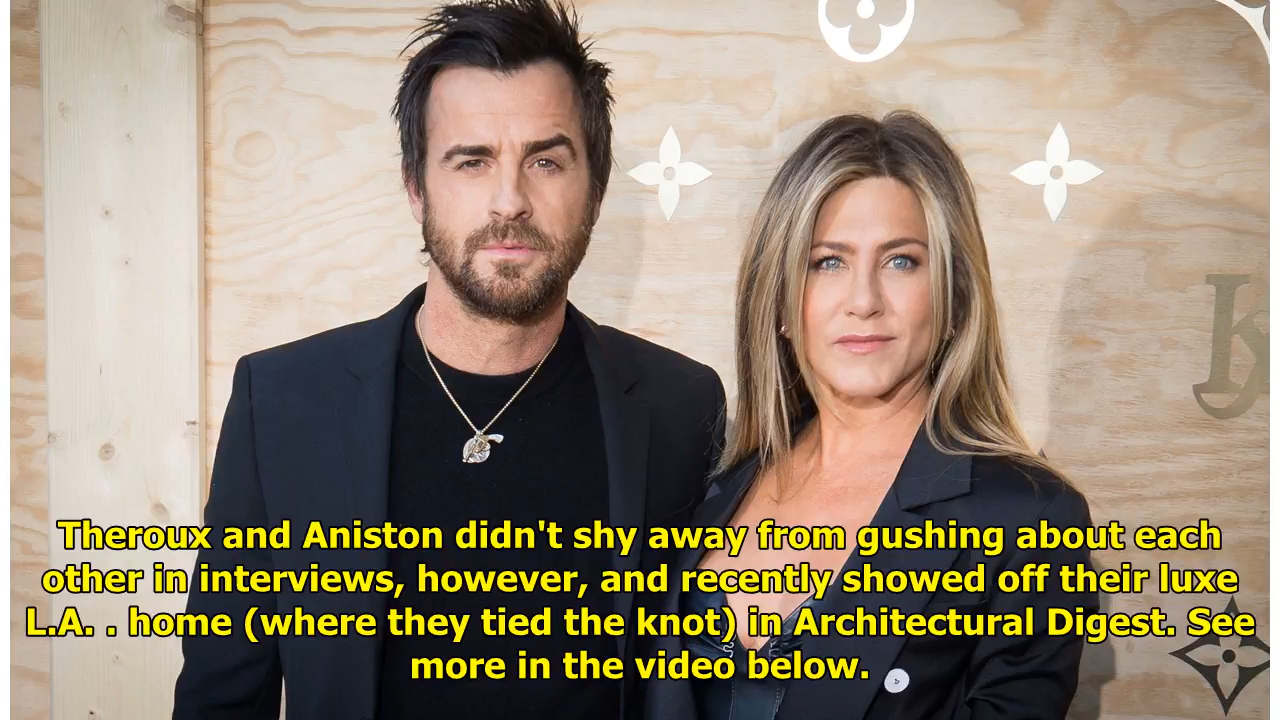 Theroux and Aniston didn't shy away from gushing about each
other in interviews, however, and recently showed off their luxe
L.A. . home (where they tied the knot) in Architectural Digest. See
more in the video below.